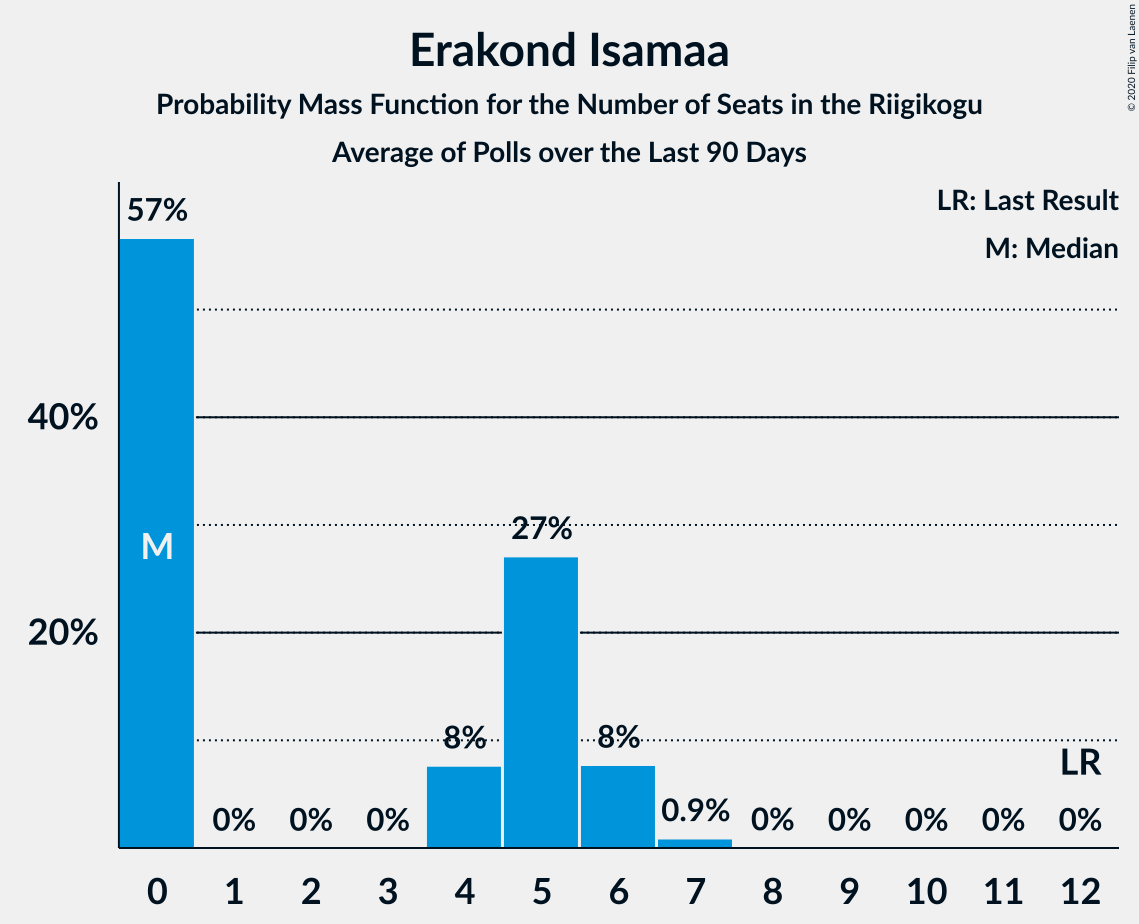 Erakond Isamaa
Probability Mass Function for the Number of Seats in the Riigikogu
Average of Polls over the Last 90 Days
© 2020 Filip van Laenen
LR: Last Result
M: Median
57%
40%
M
27%
20%
8%
8%
LR
0%
0%
0%
0.9%
0%
0%
0%
0%
0%
0 1 2 3 4 5 6 7 8 9 10 11 12